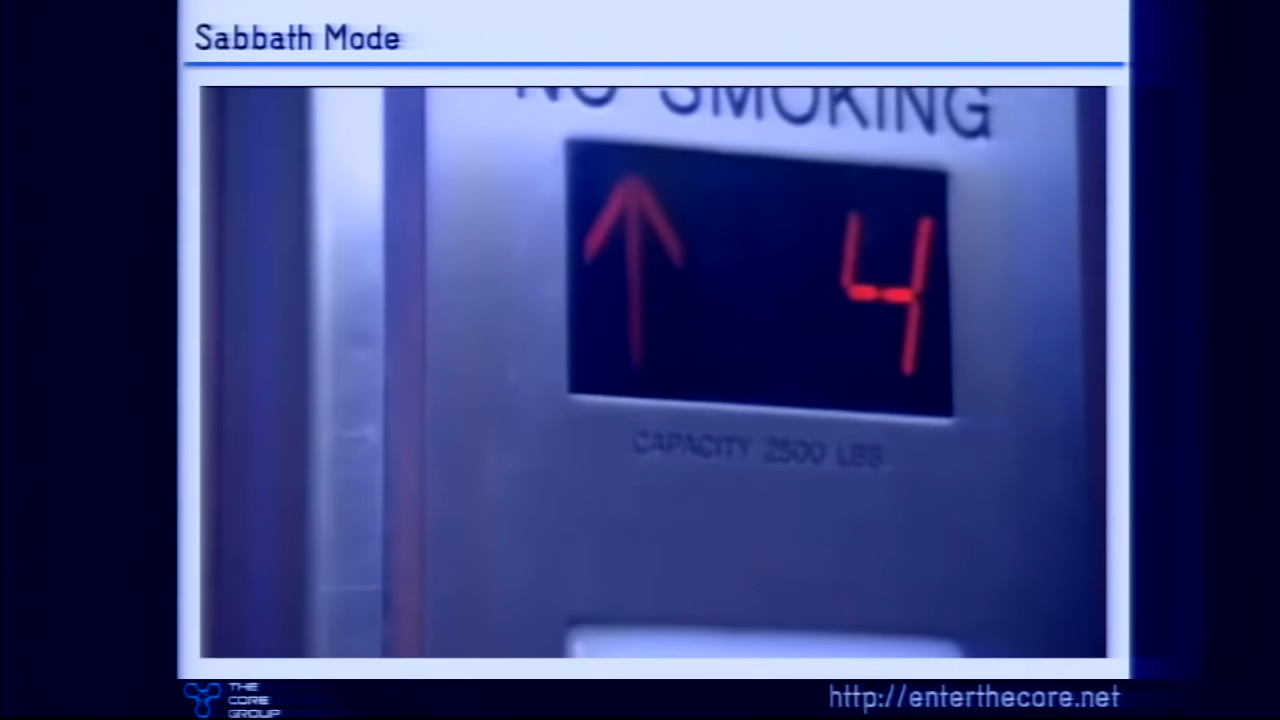 Sabbath Mode
NO SMOKING
4
CAPACITY 2500 LBS
THE
CORE
GROUP
http://enterthecore.net